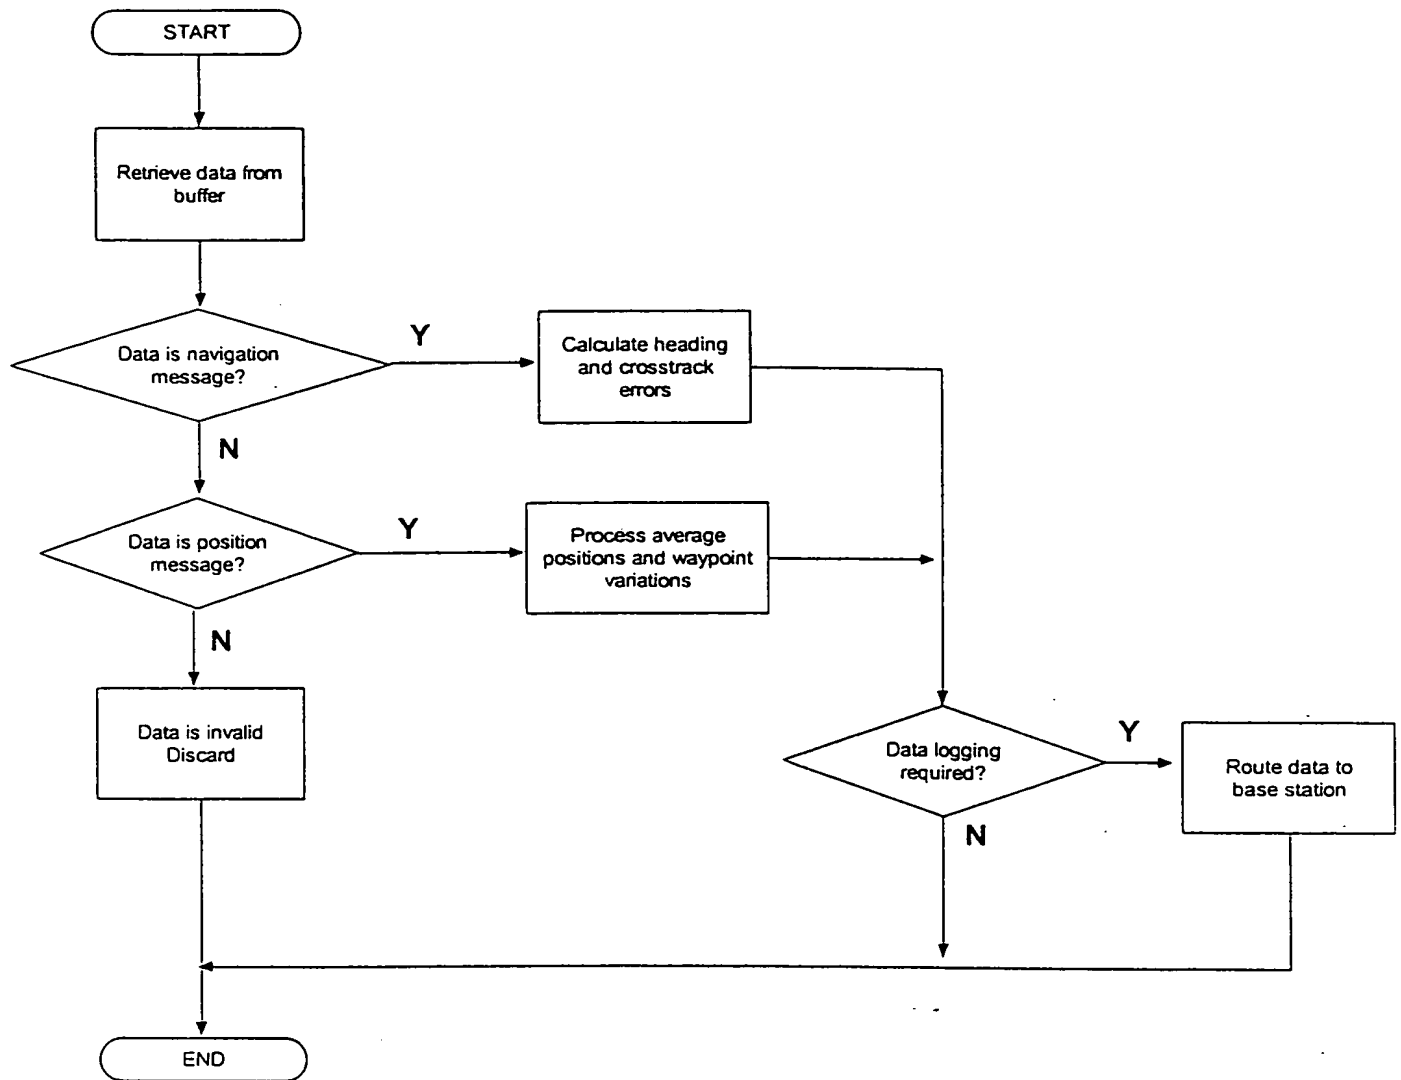 START
Retrieve data from
buffer
Data is navigation
message?
Y
Calculate heading
and crosstrack
errors
N
Data is position
message?
Y
Process average
positions and waypoint
variations
N
Data is invalid
Discard
Data logging
required?
Y
Route data to
base station
N
END